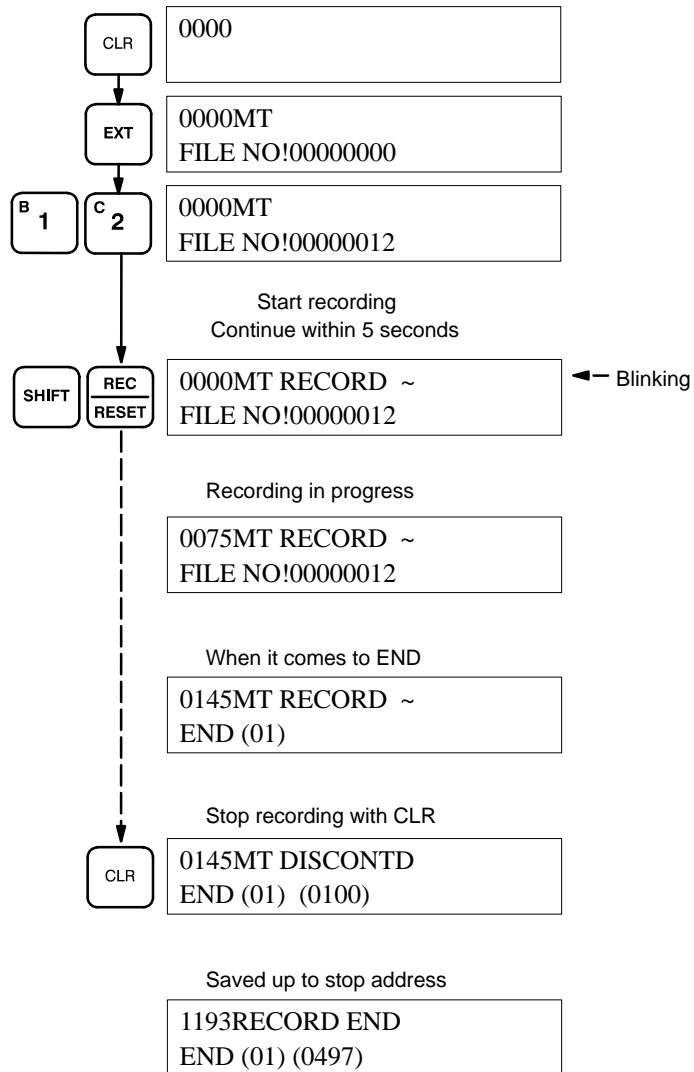 CLR
0000
EXT
0000MT
FILE NO!00000000
B 1
C 2
0000MT
FILE NO!00000012
Start recording
Continue within 5 seconds
SHIFT
REC
RESET
0000MT RECORD ~
FILE NO!00000012
Blinking
Recording in progress
0075MT RECORD ~
FILE NO!00000012
When it comes to END
0145MT RECORD ~
END (01)
Stop recording with CLR
CLR
0145MT DISCONTD
END (01) (0100)
Saved up to stop address
1193RECORD END
END (01) (0497)